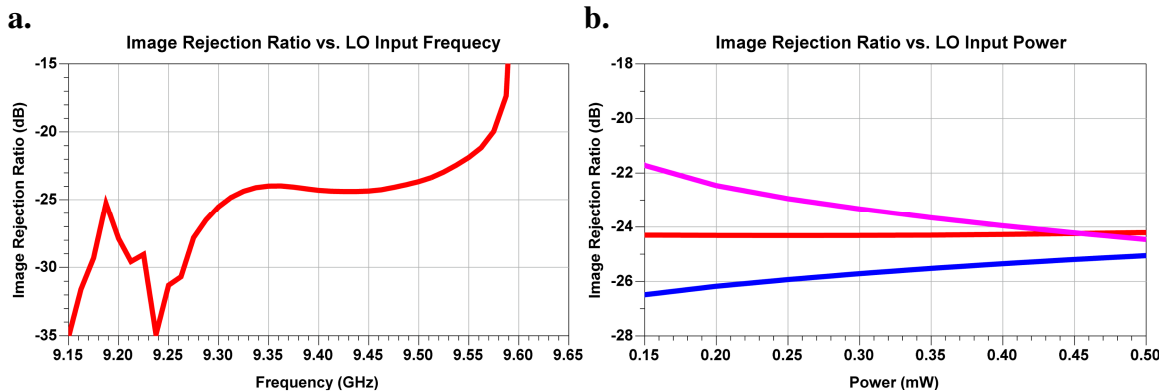 a.
Image Rejection Ratio vs. LO Input Frequecy
Image Rejection Ratio (dB)
-15
-20
-25
-30
-35
9.15 9.20 9.25 9.30 9.35 9.40 9.45 9.50 9.55 9.60 9.65
Frequency (GHz)
b.
Image Rejection Ratio vs. LO Input Power
Image Rejection Ratio (dB)
-18
-20
-22
-24
-26
-28
0.15 0.20 0.25 0.30 0.35 0.40 0.45 0.50
Power (mW)